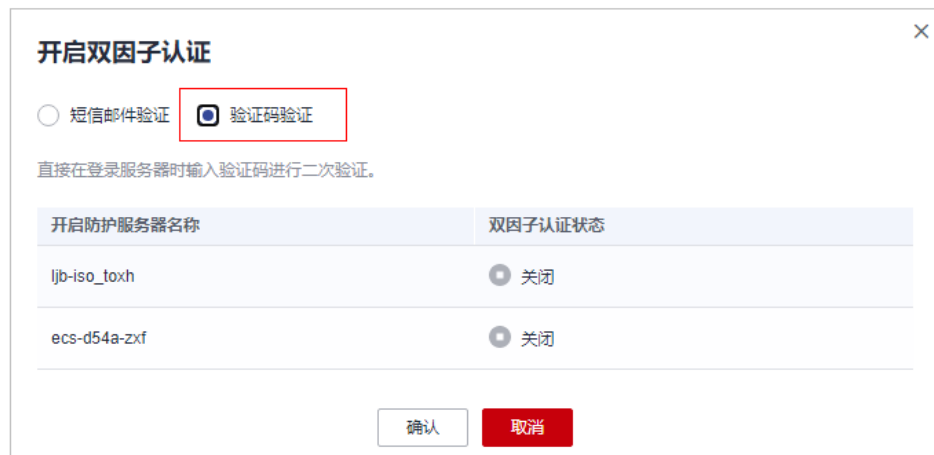 开启双因子认证
短信邮件验证 验证码验证
直接在登录服务器时输入验证码进行二次验证。
开启防护服务器名称 双因子认证状态
ljb-iso_toxh 关闭
ecs-d54a-zxf 关闭
确认 取消